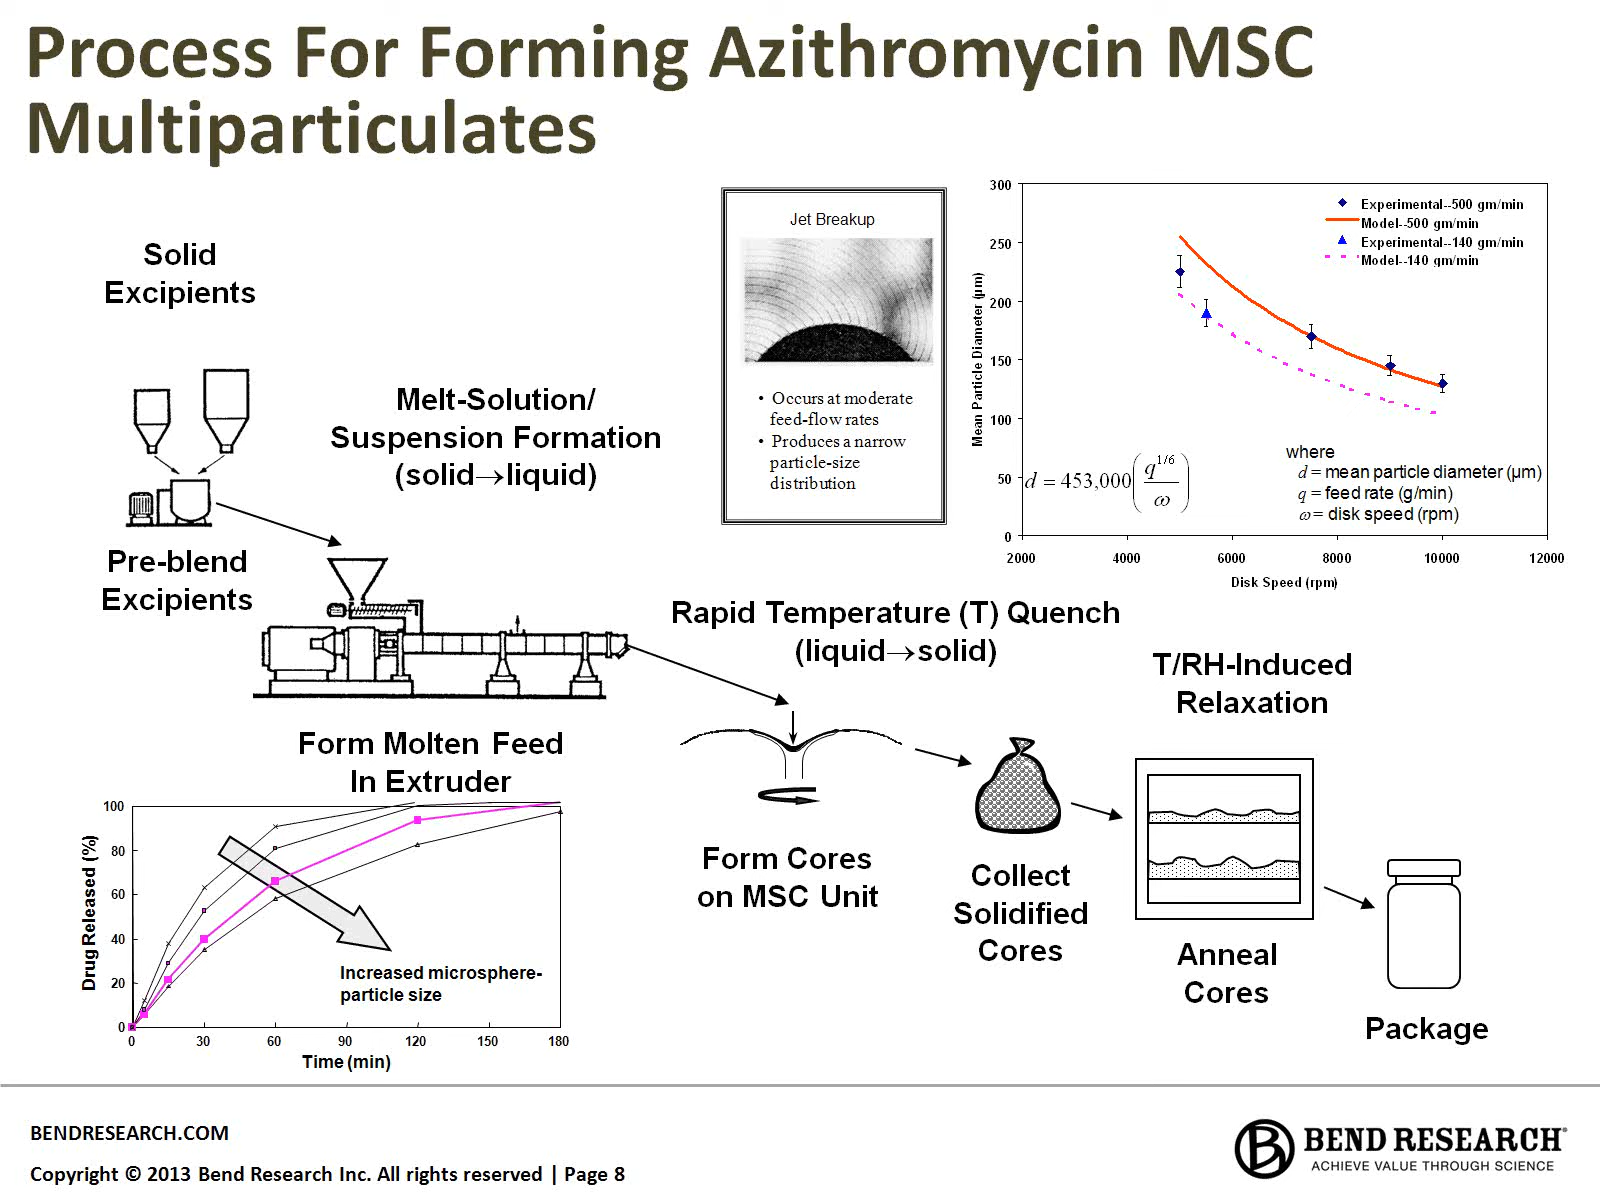 Process For Forming Azithromycin MSC
Multiparticulates
Solid
Excipients
Pre-blend
Excipients
Melt-Solution/
Suspension Formation
(solid→liquid)
Form Molten Feed
In Extruder
Jet Breakup
• Occurs at moderate
feed-flow rates
• Produces a narrow
particle-size
distribution
300
250
200
150
100
50
0
Mean Particle Diameter (µm)
2000 4000 6000 8000 10000 12000
Disk Speed (rpm)
Experimental--500 gm/min
Model--500 gm/min
Experimental--140 gm/min
Model--140 gm/min
d = 453,000(q^1/6/ω)
where
d = mean particle diameter (µm)
q = feed rate (g/min)
ω = disk speed (rpm)
Rapid Temperature (T) Quench
(liquid→solid)
Form Cores
on MSC Unit
Collect
Solidified
Cores
T/RH-Induced
Relaxation
Anneal
Cores
Package
100
80
60
40
20
0
Drug Released (%)
0 30 60 90 120 150 180
Time (min)
Increased microsphere-
particle size
BENDRESEARCH.COM
Copyright © 2013 Bend Research Inc. All rights reserved | Page 8
B
BEND RESEARCH®
ACHIEVE VALUE THROUGH SCIENCE